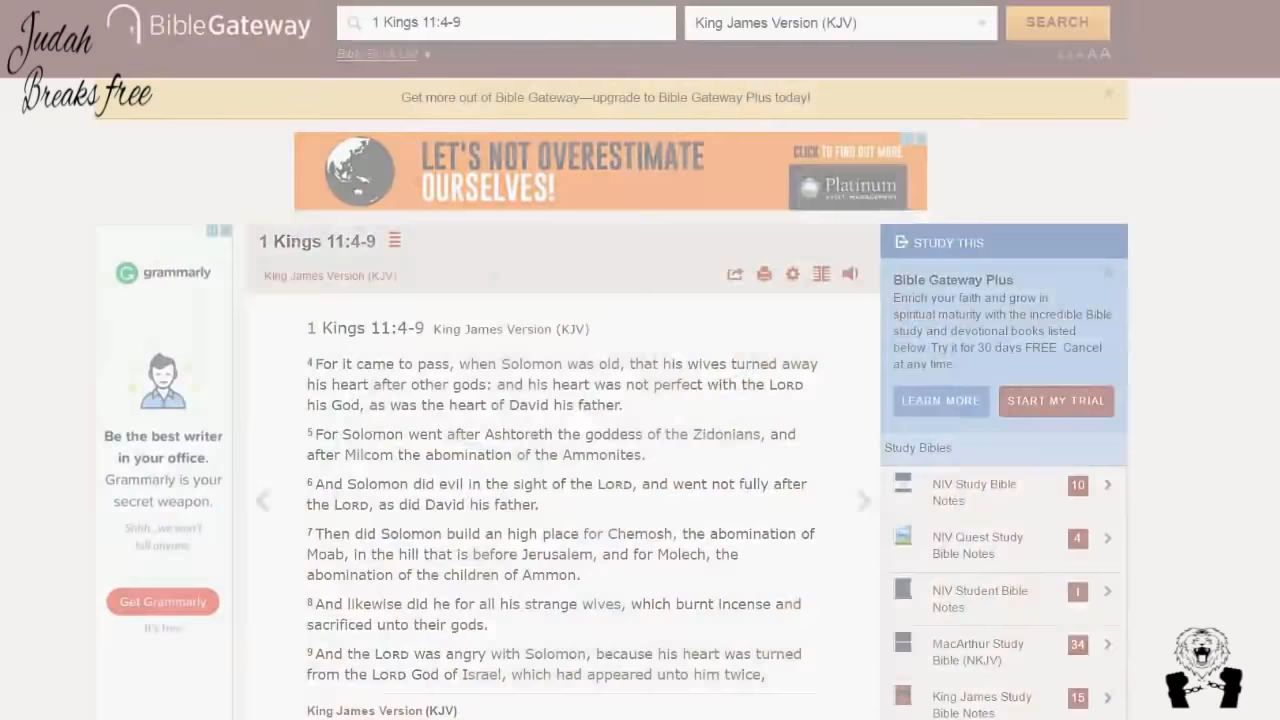 Judah
Breaks free
BibleGateway
1 Kings 11:4-9
King James Version (KJV)
SEARCH
Bible Book List
A A A A
Get more out of Bible Gateway—upgrade to Bible Gateway Plus today!
LET'S NOT OVERESTIMATE
OURSELVES!
CLICK TO FIND OUT MORE
Platinum
ASSET MANAGEMENT
grammarly
Be the best writer
in your office.
Grammarly is your
secret weapon.
Shhh...we won't
tell anyone.
Get Grammarly
It's free
1 Kings 11:4-9
King James Version (KJV)
1 Kings 11:4-9 King James Version (KJV)
4 For it came to pass, when Solomon was old, that his wives turned away
his heart after other gods: and his heart was not perfect with the LORD
his God, as was the heart of David his father.
5 For Solomon went after Ashtoreth the goddess of the Zidonians, and
after Milcom the abomination of the Ammonites.
6 And Solomon did evil in the sight of the LORD, and went not fully after
the LORD, as did David his father.
7 Then did Solomon build an high place for Chemosh, the abomination of
Moab, in the hill that is before Jerusalem, and for Molech, the
abomination of the children of Ammon.
8 And likewise did he for all his strange wives, which burnt incense and
sacrificed unto their gods.
9 And the LORD was angry with Solomon, because his heart was turned
from the LORD God of Israel, which had appeared unto him twice,
King James Version (KJV)
STUDY THIS
Bible Gateway Plus
Enrich your faith and grow in
spiritual maturity with the incredible Bible
study and devotional books listed
below. Try it for 30 days FREE. Cancel
at any time.
LEARN MORE
START MY TRIAL
Study Bibles
NIV Study Bible
Notes
10
NIV Quest Study
Bible Notes
4
NIV Student Bible
Notes
1
MacArthur Study
Bible (NKJV)
34
King James Study
Bible Notes
15